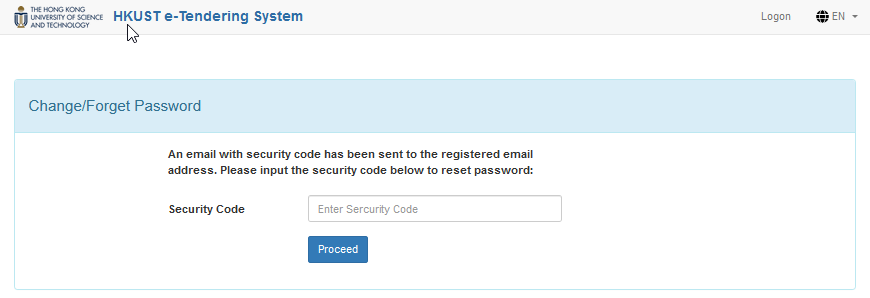 THE HONG KONG
UNIVERSITY OF SCIENCE
AND TECHNOLOGY
HKUST e-Tendering System
Logon
EN
Change/Forget Password
An email with security code has been sent to the registered email
address. Please input the security code below to reset password:
Security Code
Enter Sercurity Code
Proceed